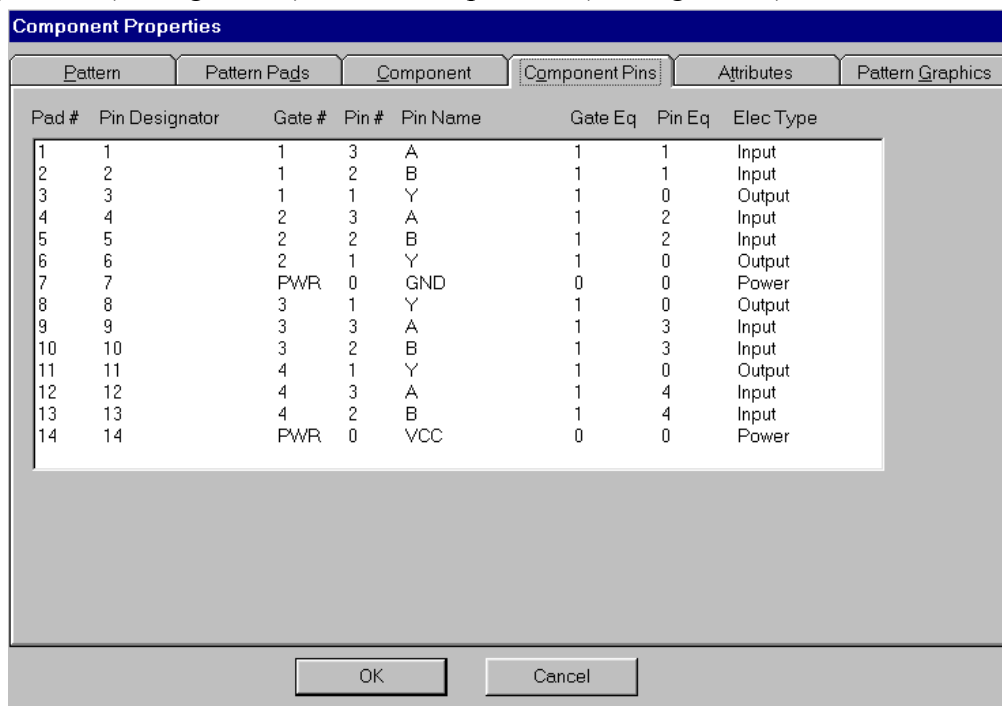 Component Properties
Pattern Pattern Pads Component Component Pins Attributes Pattern Graphics
Pad # Pin Designator Gate # Pin # Pin Name Gate Eq Pin Eq Elec Type
1 1 1 3 A 1 1 Input
2 2 1 2 B 1 1 Input
3 3 1 1 Y 1 0 Output
4 4 2 3 A 1 2 Input
5 5 2 2 B 1 2 Input
6 6 2 1 Y 1 0 Output
7 7 PWR 0 GND 0 0 Power
8 8 3 1 Y 1 0 Output
9 9 3 3 A 1 3 Input
10 10 3 2 B 1 3 Input
11 11 4 1 Y 1 0 Output
12 12 4 3 A 1 4 Input
13 13 4 2 B 1 4 Input
14 14 PWR 0 VCC 0 0 Power
OK Cancel